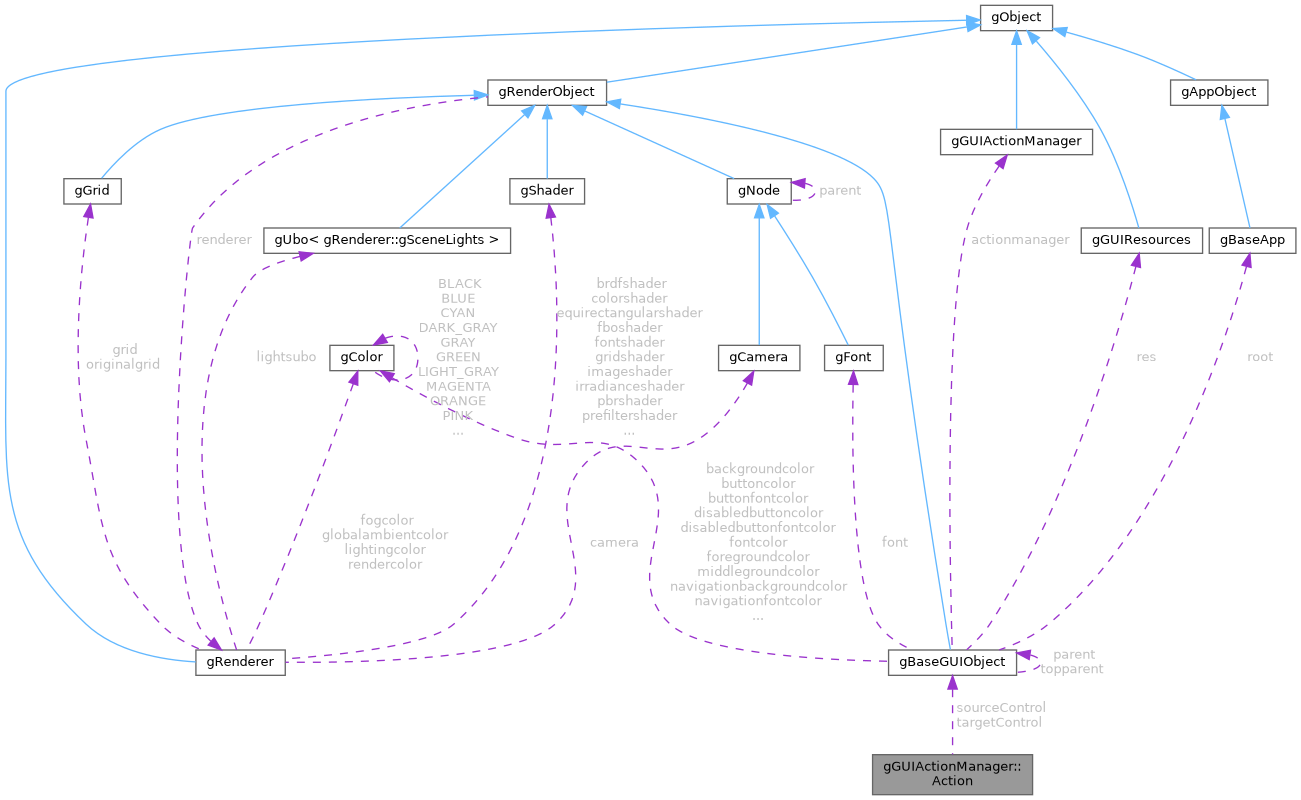 gObject
gRenderObject
gAppObject
gGUIActionManager
gGrid
gShader
gNode
parent
renderer
gUbo< gRenderer::gSceneLights >
actionmanager
gGUIResources
gBaseApp
BLACK
BLUE
CYAN
DARK_GRAY
GRAY
GREEN
LIGHT_GRAY
MAGENTA
ORANGE
PINK
...
brdfshader
colorshader
equirectangularshader
fboshader
fontshader
gridshader
imageshader
irradianceshader
pbrshader
prefiltershader
...
grid
originalgrid
lightsubo
gColor
gCamera
gFont
res
root
backgroundcolor
buttoncolor
buttonfontcolor
disabledbuttoncolor
disabledbuttonfontcolor
fontcolor
foregroundcolor
middlegroundcolor
navigationbackgroundcolor
navigationfontcolor
...
fogcolor
globalambientcolor
lightingcolor
rendercolor
camera
font
gRenderer
gBaseGUIObject
parent
topparent
sourceControl
targetControl
gGUIActionManager::
Action